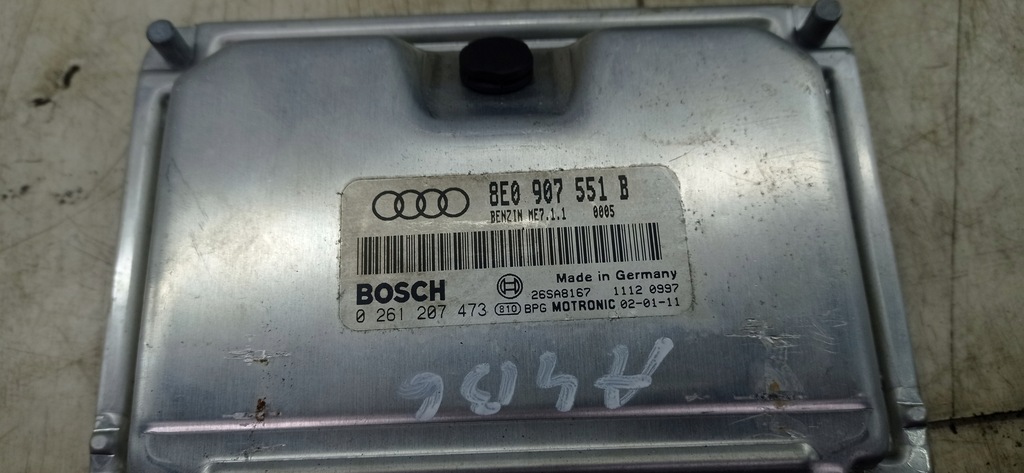 8E0 907 551 B
BENZIN ME7.1.1 0005
Made in Germany
BOSCH
26SA8167 1112 0997
0 261 207 473 810 BPG MOTRONIC 02-01-11